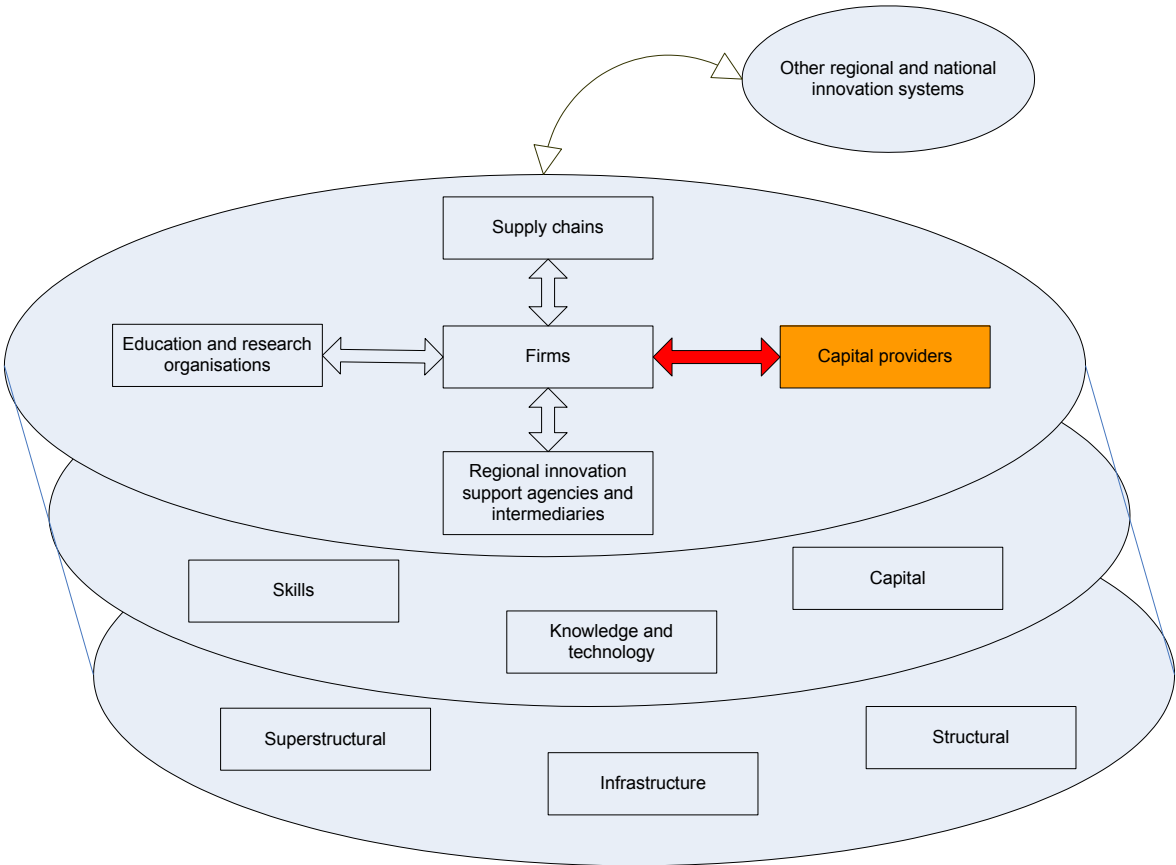 Other regional and national
innovation systems
Supply chains
Education and research
organisations
Firms
Capital providers
Regional innovation
support agencies and
intermediaries
Skills
Capital
Knowledge and
technology
Superstructural
Structural
Infrastructure